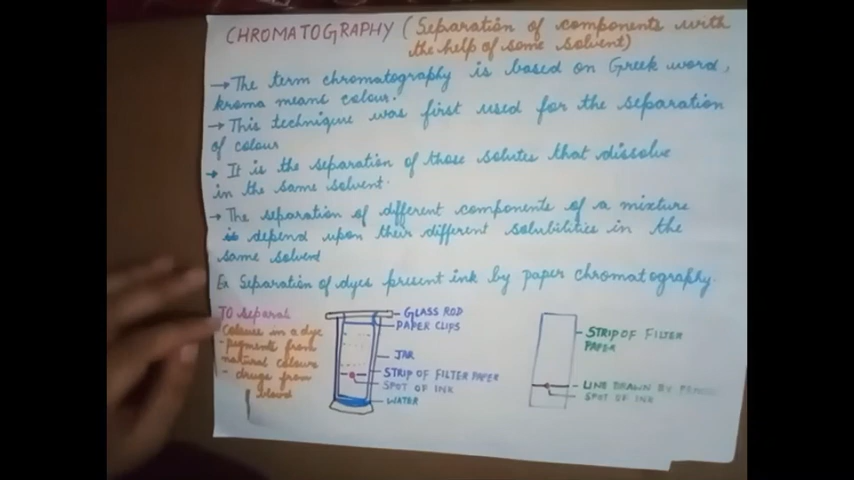 CHROMATOGRAPHY (Separation of components with
the help of some solvent)
→ The term chromatography is based on Greek word,
kroma means colour.
→ This technique was first used for the separation
of colour
→ It is the separation of those solutes that dissolve
in the same solvent.
→ The separation of different components of a mixture
is depend upon their different solubilities in the
same solvent
Ex Separation of dyes present ink by paper chromatography.
TO separat
colours in a dye
- pigments from
natural colours
- drugs from
blood
GLASS ROD
PAPER CLIPS
JAR
STRIP OF FILTER PAPER
SPOT OF INK
WATER
STRIP OF FILTER
PAPER
LINE DRAWN BY PENCIL
SPOT OF INK